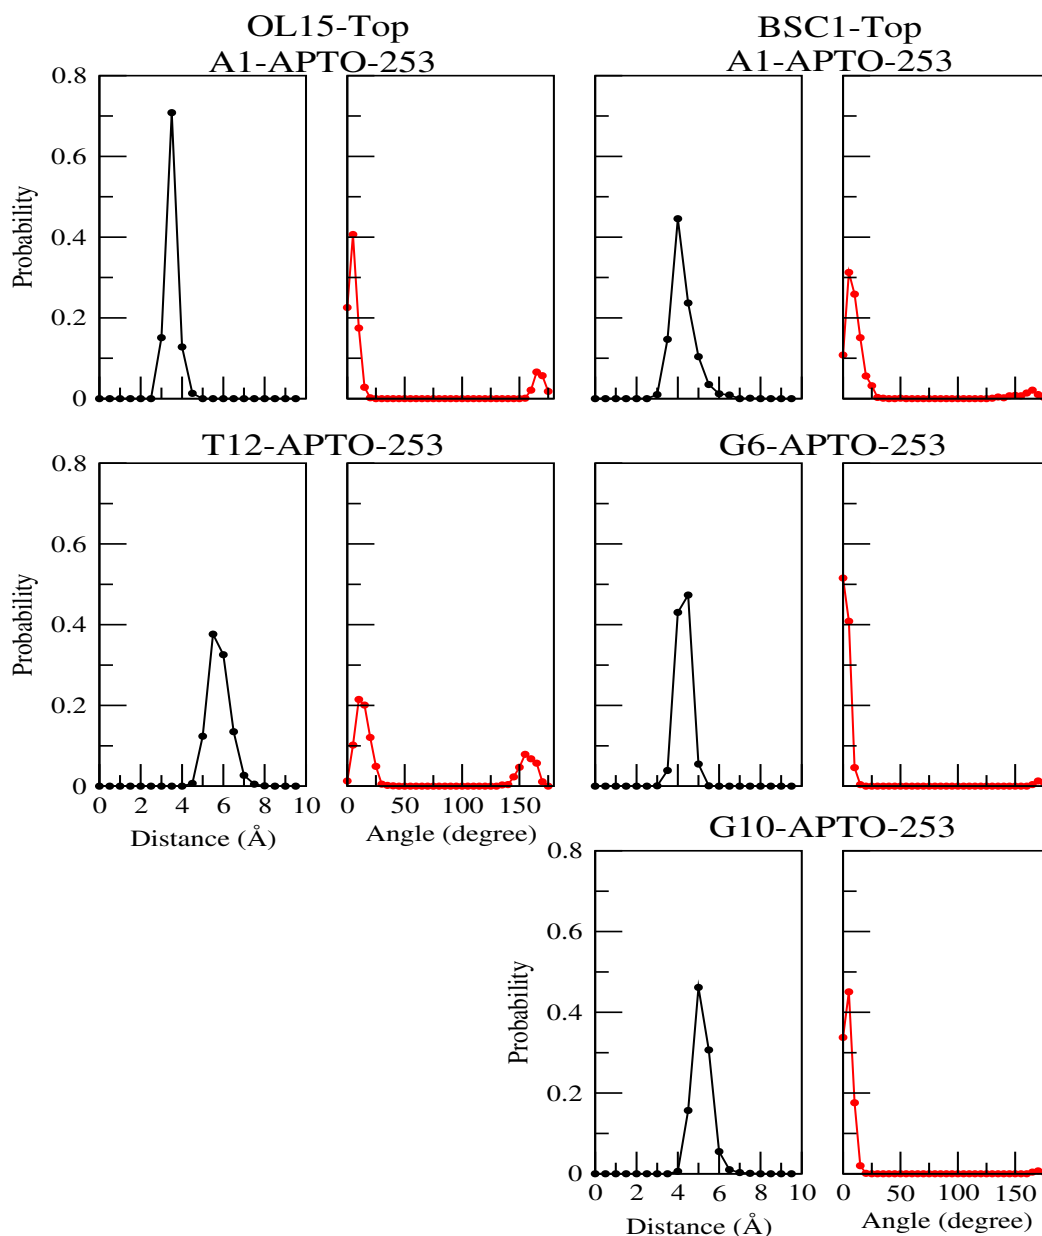 OL15-Top
A1-APTO-253
BSC1-Top
A1-APTO-253
0.8
0.6
0.4
0.2
0
Probability
T12-APTO-253
G6-APTO-253
0.8
0.6
0.4
0.2
0
Probability
0 2 4 6 8 10
0 50 100 150
Distance (Å)
Angle (degree)
G10-APTO-253
0.8
0.6
0.4
0.2
0
Probability
0 2 4 6 8 10
0 50 100 150
Distance (Å)
Angle (degree)